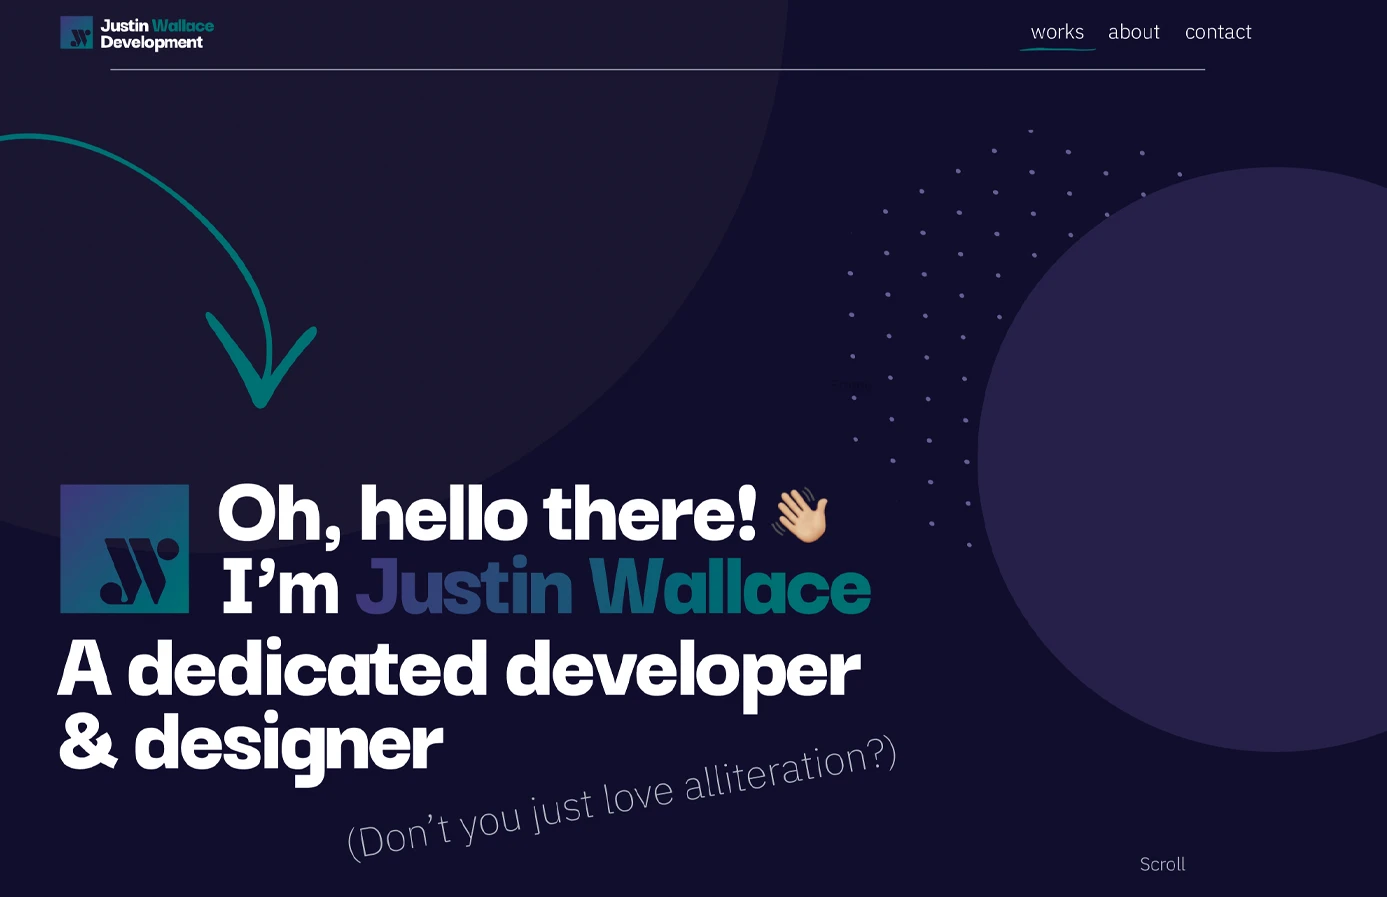 Justin Wallace
Development
works about contact
Oh, hello there! 👋🏼
I’m Justin Wallace
A dedicated developer
& designer
(Don’t you just love alliteration?)
Scroll